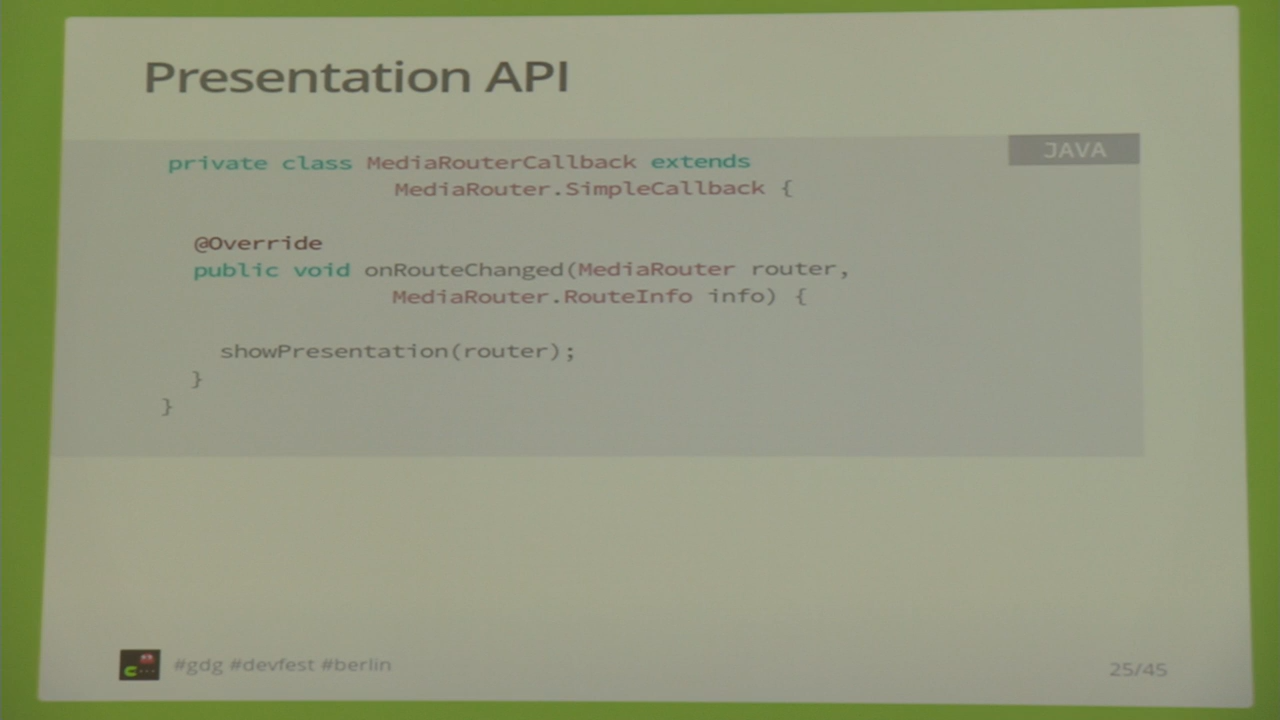 Presentation API
JAVA
private class MediaRouterCallback extends
MediaRouter.SimpleCallback {
@Override
public void onRouteChanged(MediaRouter router,
MediaRouter.RouteInfo info) {
showPresentation(router);
}
}
#gdg #devfest #berlin
25/45